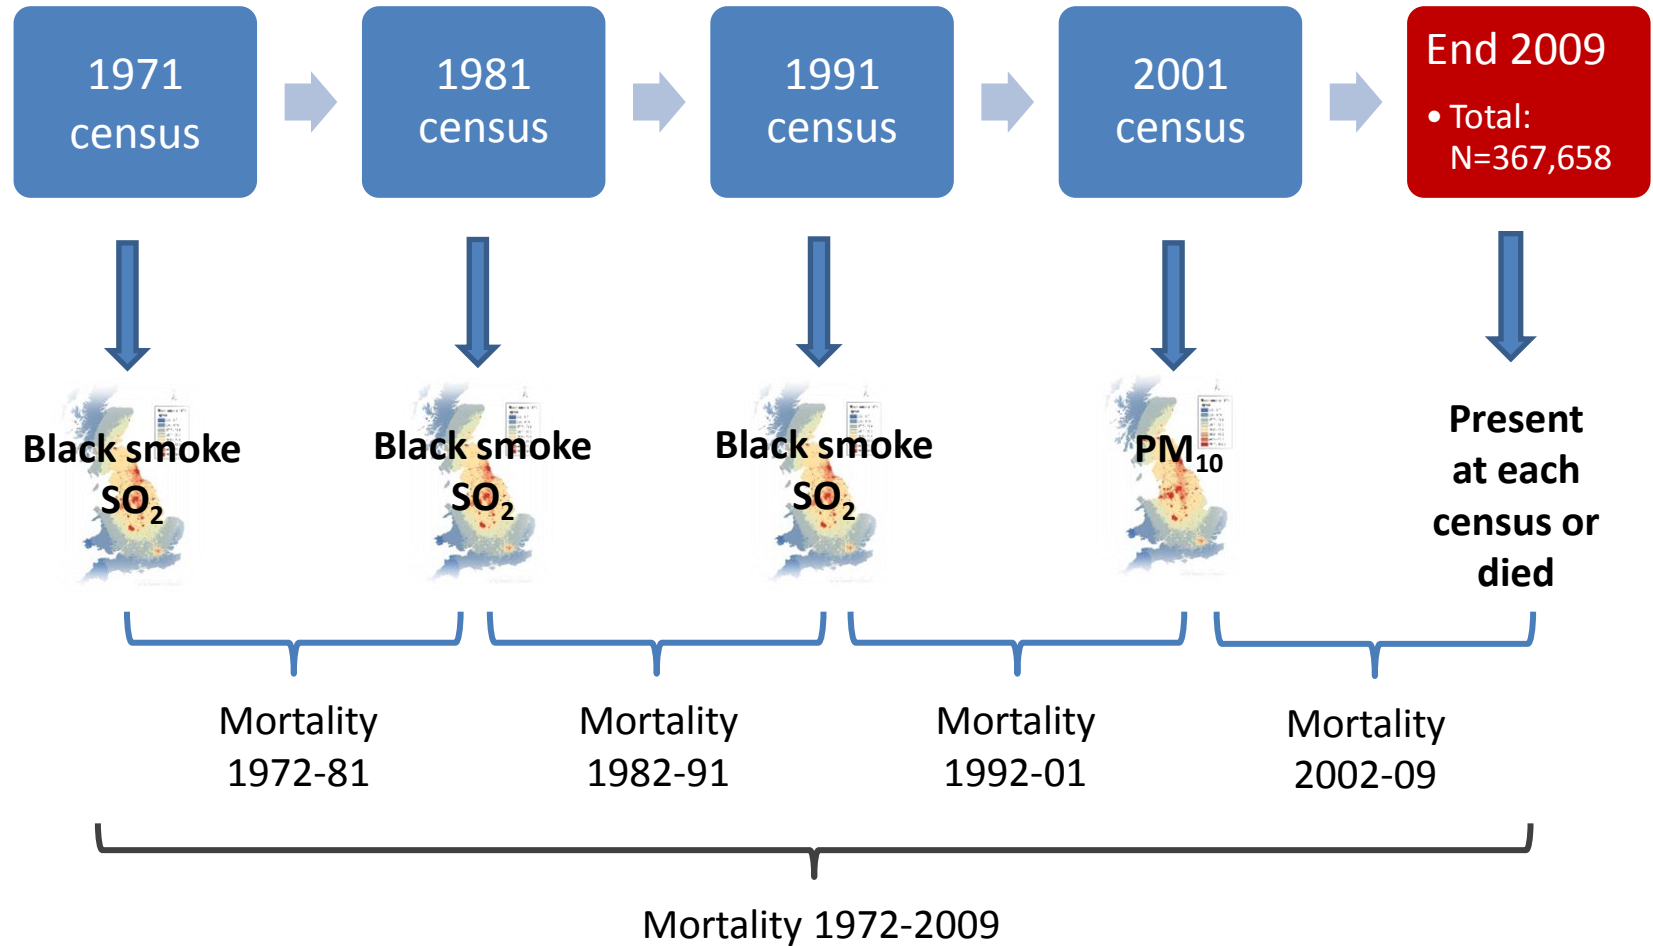 1971
census
1981
census
1991
census
2001
census
End 2009
• Total:
N=367,658
Black smoke
SO₂
Black smoke
SO₂
Black smoke
SO₂
PM₁₀
Present
at each
census or
died
Mortality
1972-81
Mortality
1982-91
Mortality
1992-01
Mortality
2002-09
Mortality 1972-2009